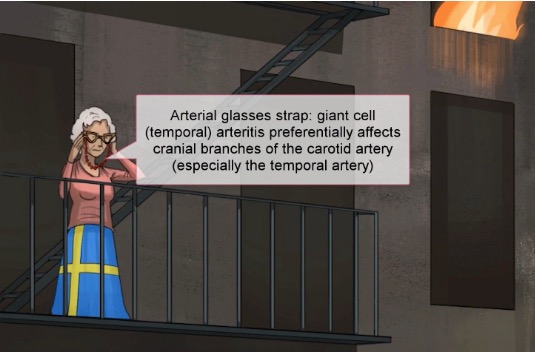 Arterial glasses strap: giant cell
(temporal) arteritis preferentially affects
cranial branches of the carotid artery
(especially the temporal artery)